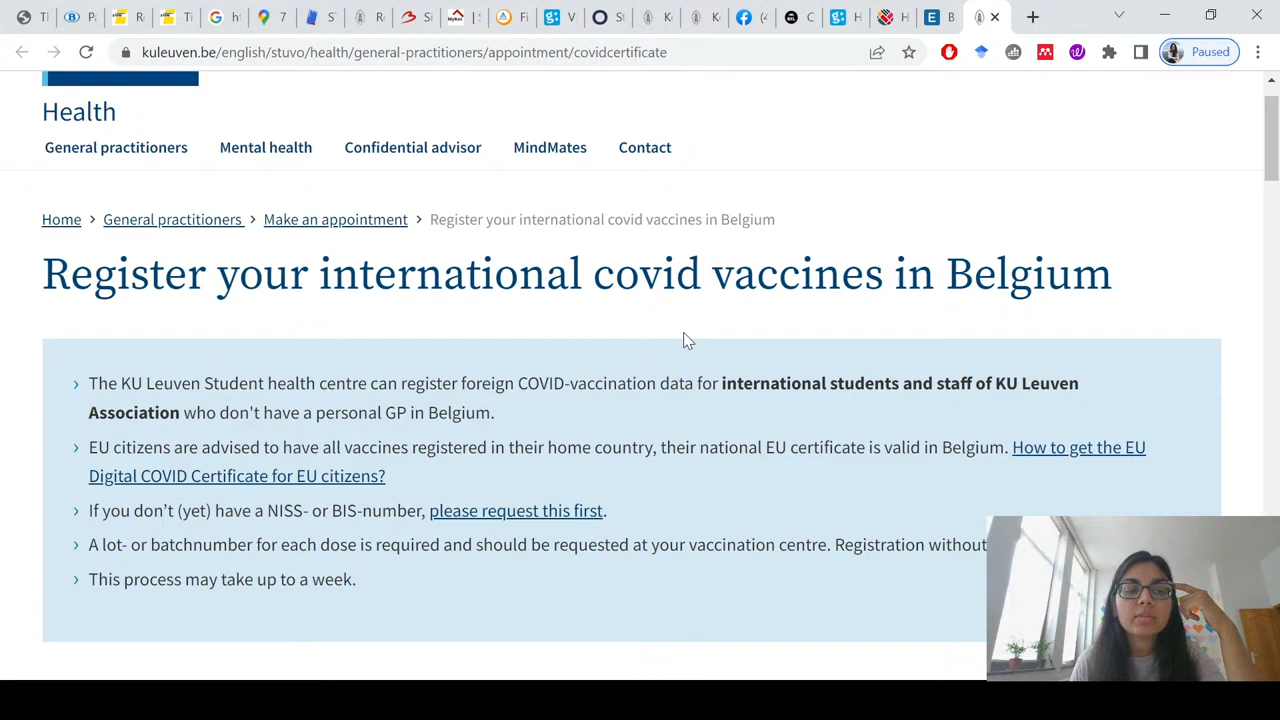 kuleuven.be/english/stuvo/health/general-practitioners/appointment/covidcertificate
Paused
Health
General practitioners Mental health Confidential advisor MindMates Contact
Home > General practitioners > Make an appointment > Register your international covid vaccines in Belgium
Register your international covid vaccines in Belgium
The KU Leuven Student health centre can register foreign COVID-vaccination data for international students and staff of KU Leuven
Association who don't have a personal GP in Belgium.
EU citizens are advised to have all vaccines registered in their home country, their national EU certificate is valid in Belgium. How to get the EU
Digital COVID Certificate for EU citizens?
If you don't (yet) have a NISS- or BIS-number, please request this first.
A lot- or batchnumber for each dose is required and should be requested at your vaccination centre. Registration without
This process may take up to a week.